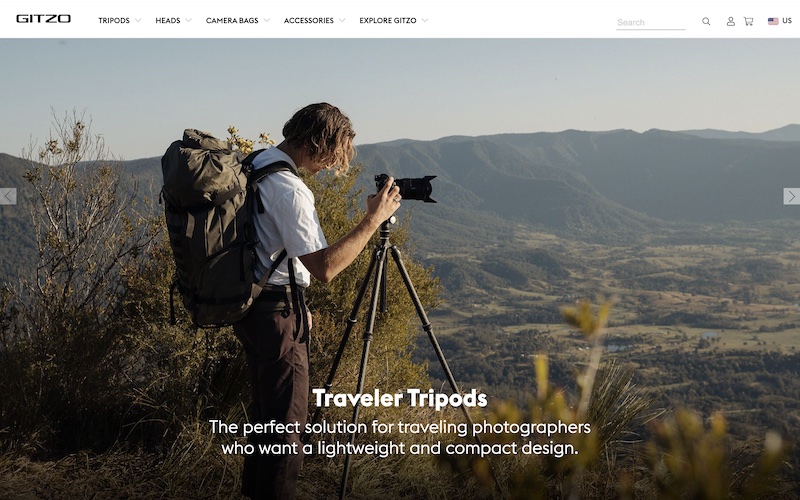 GITZO
TRIPODS
HEADS
CAMERA BAGS
ACCESSORIES
EXPLORE GITZO
Search
US
Traveler Tripods
The perfect solution for traveling photographers
who want a lightweight and compact design.